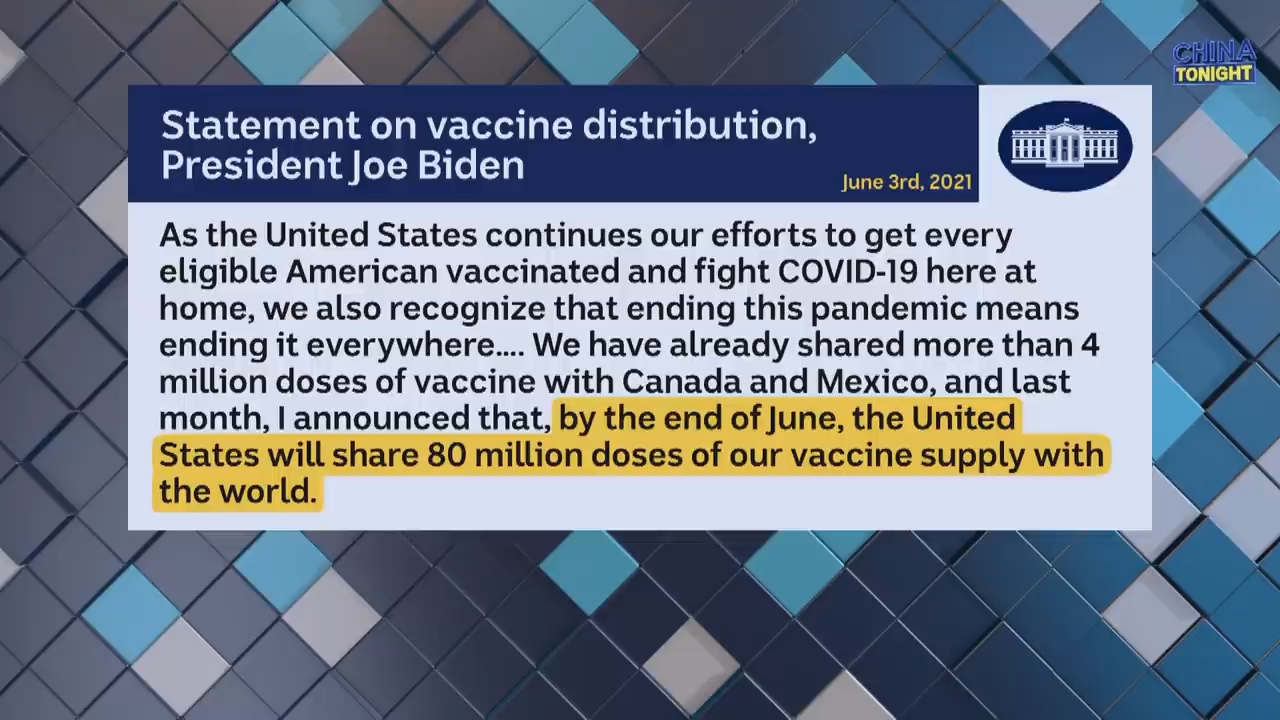 CHINA
TONIGHT
Statement on vaccine distribution,
President Joe Biden
June 3rd, 2021
As the United States continues our efforts to get every
eligible American vaccinated and fight COVID-19 here at
home, we also recognize that ending this pandemic means
ending it everywhere.... We have already shared more than 4
million doses of vaccine with Canada and Mexico, and last
month, I announced that, by the end of June, the United
States will share 80 million doses of our vaccine supply with
the world.